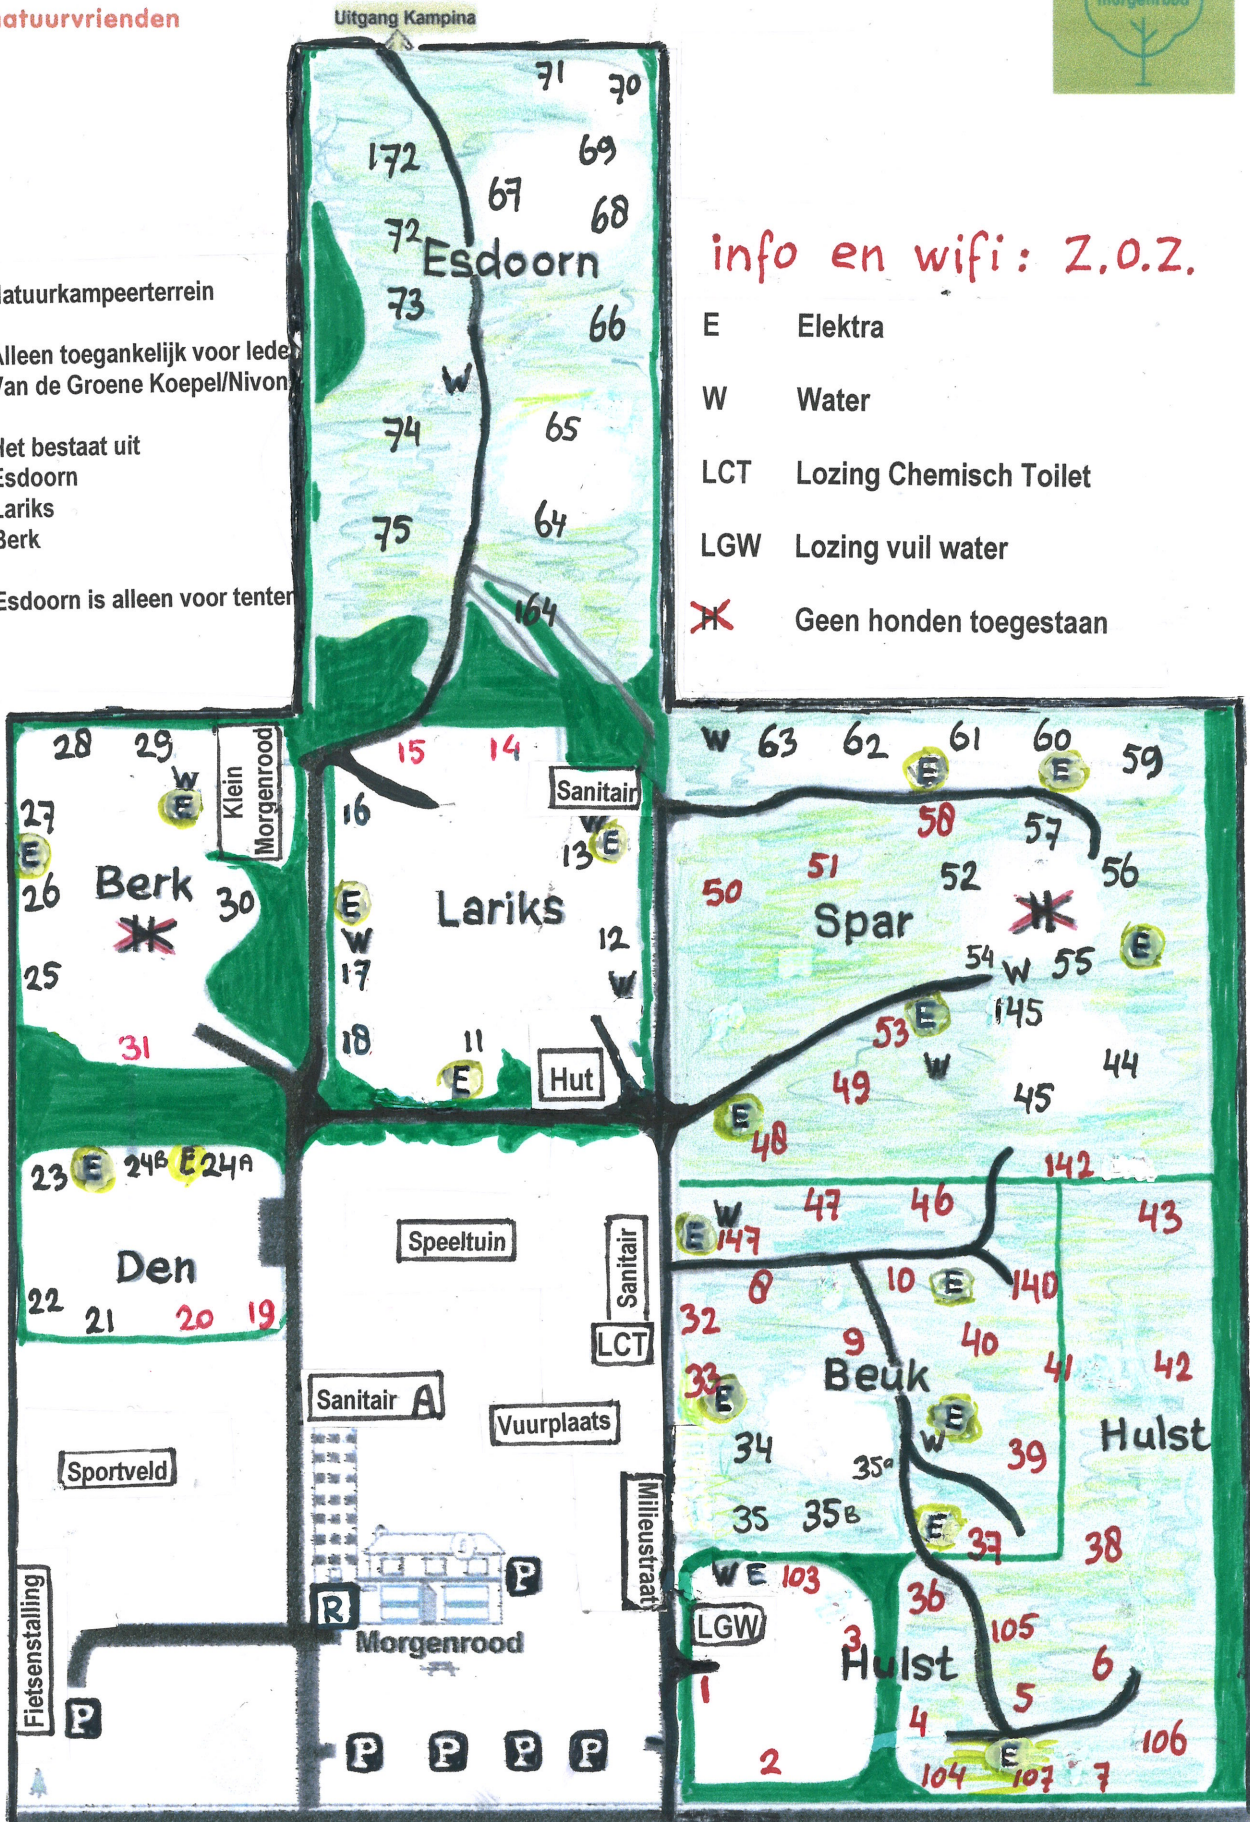 natuurvrienden
Uitgang Kampina
morgenrood
71
70
172
69
67
68
72
Esdoorn
73
66
W
74
65
75
64
164
info en wifi: Z.O.Z.
E Elektra
W Water
LCT Lozing Chemisch Toilet
LGW Lozing vuil water
H Geen honden toegestaan
Natuurkampeerterrein
Alleen toegankelijk voor lede
Van de Groene Koepel/Nivon
Het bestaat uit
Esdoorn
Lariks
Berk
Esdoorn is alleen voor tenten
28 29
W
E
Klein
Morgenrood
27
E
26
Berk
30
H
25
31
15 14
Sanitair
16
W
13 E
E
Lariks
W
12
17
W
18
11
E
Hut
W 63 62 61 60 59
E E
58 57
51 52 56
50
Spar
H
E
54 W 55
53 E 145
W
49 44
45
E
48
142
23 E 24B E 24A
Den
22 21 20 19
Speeltuin
Sanitair
LCT
Sanitair A
Vuurplaats
Sportveld
Milieustraat
Fietsenstalling
P
R
P
Morgenrood
P P P P
47 46 43
W
E 147
8 10 E 140
32
9 40
41 42
33
E
Beuk
E
W
Hulst
34
35a
39
35 35B
E
37 38
W E 103
36
LGW
3
105
Hulst
6
1
5
4
106
E
2
104 107 7